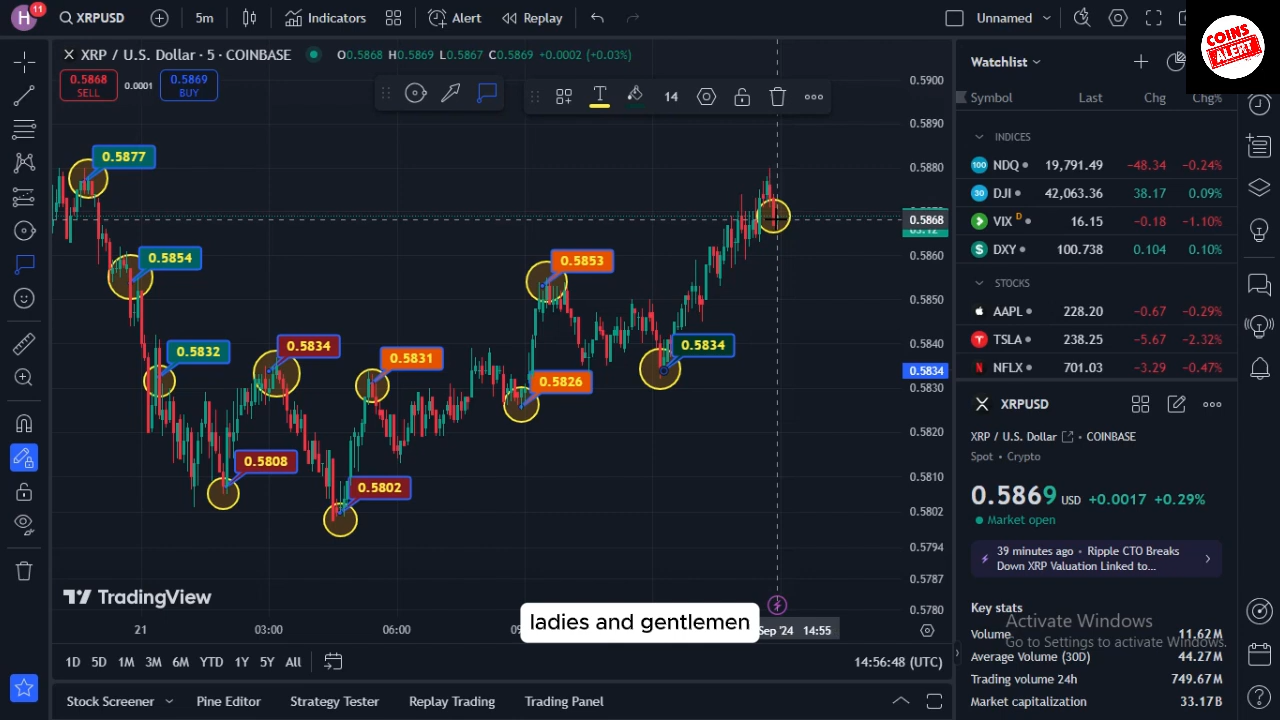 H
11
XRPUSD
5m
Indicators
Alert
Replay
Unnamed
COINS
ALERT
XRP / U.S. Dollar · 5 · COINBASE
O0.5868 H0.5869 L0.5867 C0.5869 +0.0002 (+0.03%)
0.5868
SELL
0.0001
0.5869
BUY
T
14
0.5877
0.5854
0.5832
0.5808
0.5834
0.5802
0.5831
0.5853
0.5826
0.5834
0.5900
0.5890
0.5880
0.5868
0.5860
0.5850
0.5840
0.5834
0.5830
0.5820
0.5810
0.5802
0.5794
0.5787
0.5780
TradingView
ladies and gentlemen
21
03:00
06:00
Sep '24 14:55
1D 5D 1M 3M 6M YTD 1Y 5Y All
14:56:48 (UTC)
Stock Screener
Pine Editor
Strategy Tester
Replay Trading
Trading Panel
Watchlist
Symbol Last Chg Chg%
INDICES
100 NDQ 19,791.49 −48.34 −0.24%
30 DJI 42,063.36 38.17 0.09%
VIX D 16.15 −0.18 −1.10%
$ DXY 100.738 0.104 0.10%
STOCKS
AAPL 228.20 −0.67 −0.29%
TSLA 238.25 −5.67 −2.32%
NFLX 701.03 −3.29 −0.47%
XRPUSD
XRP / U.S. Dollar • COINBASE
Spot • Crypto
0.5869 USD +0.0017 +0.29%
Market open
39 minutes ago • Ripple CTO Breaks
Down XRP Valuation Linked to...
Key stats
Activate Windows
Volume 11.62M
Go to Settings to activate Windows.
Average Volume (30D) 44.27M
Trading volume 24h 749.67M
Market capitalization 33.17B